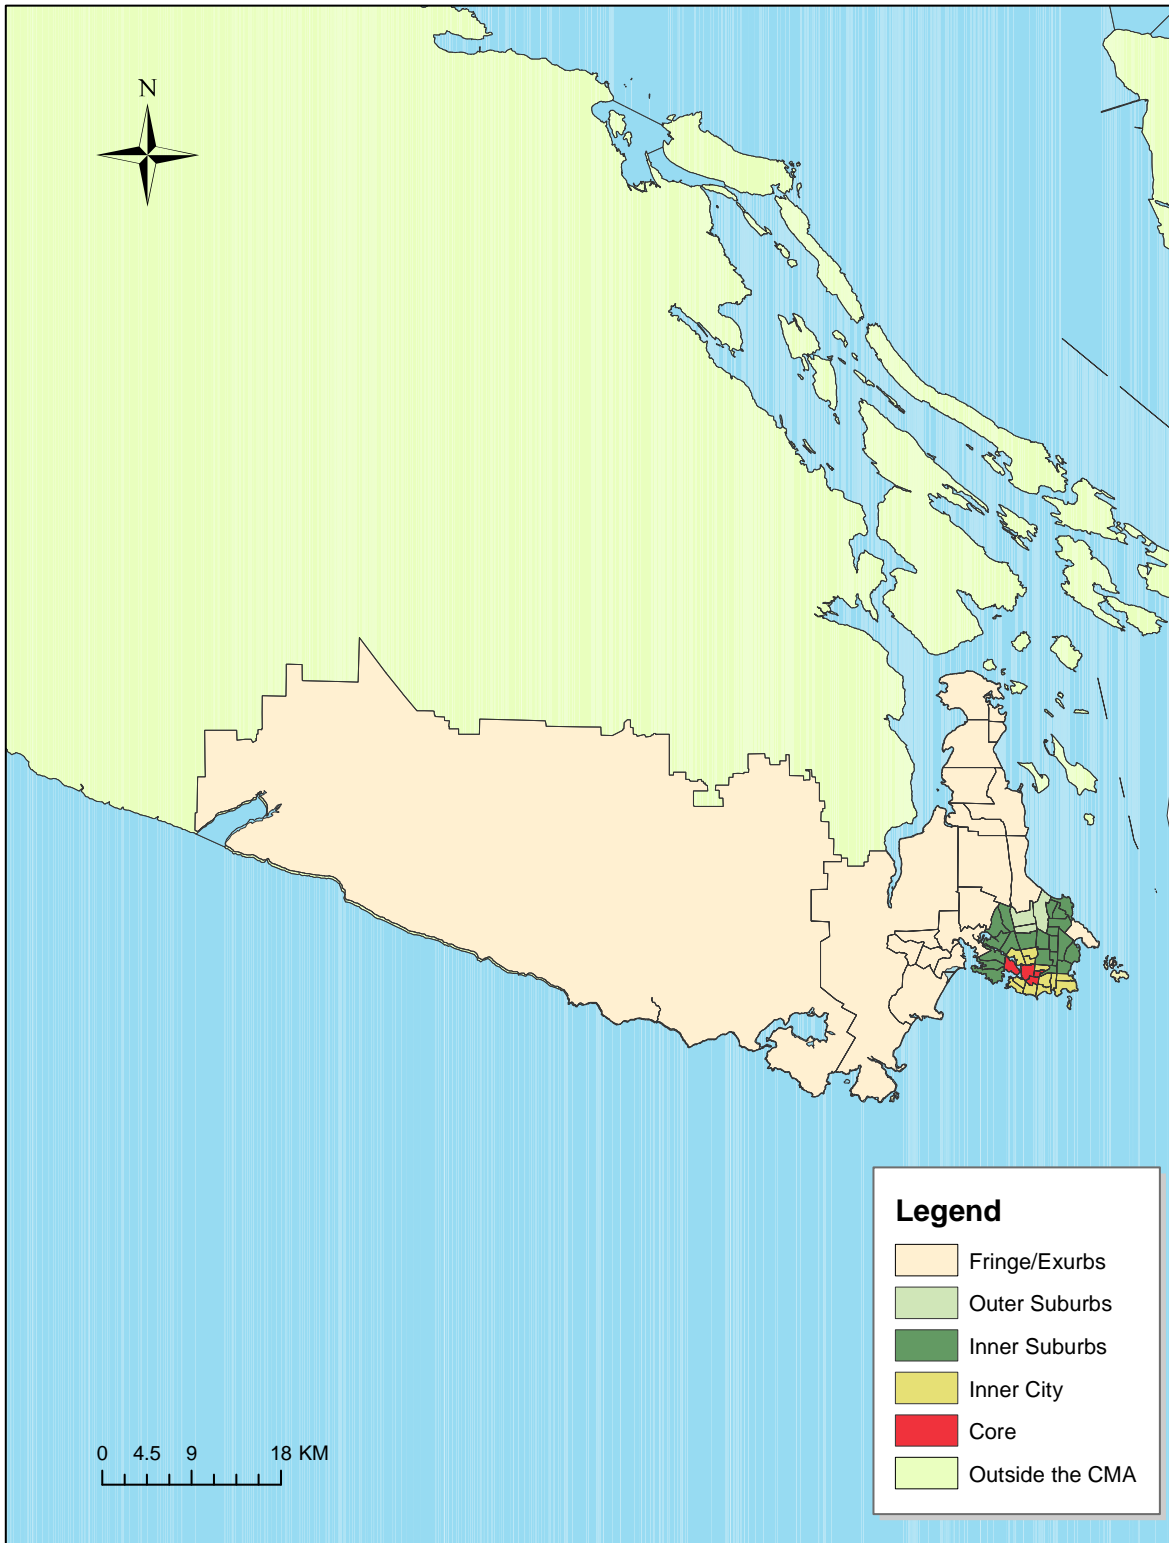 N
Legend
Fringe/Exurbs
Outer Suburbs
Inner Suburbs
Inner City
Core
Outside the CMA
0 4.5 9 18 KM